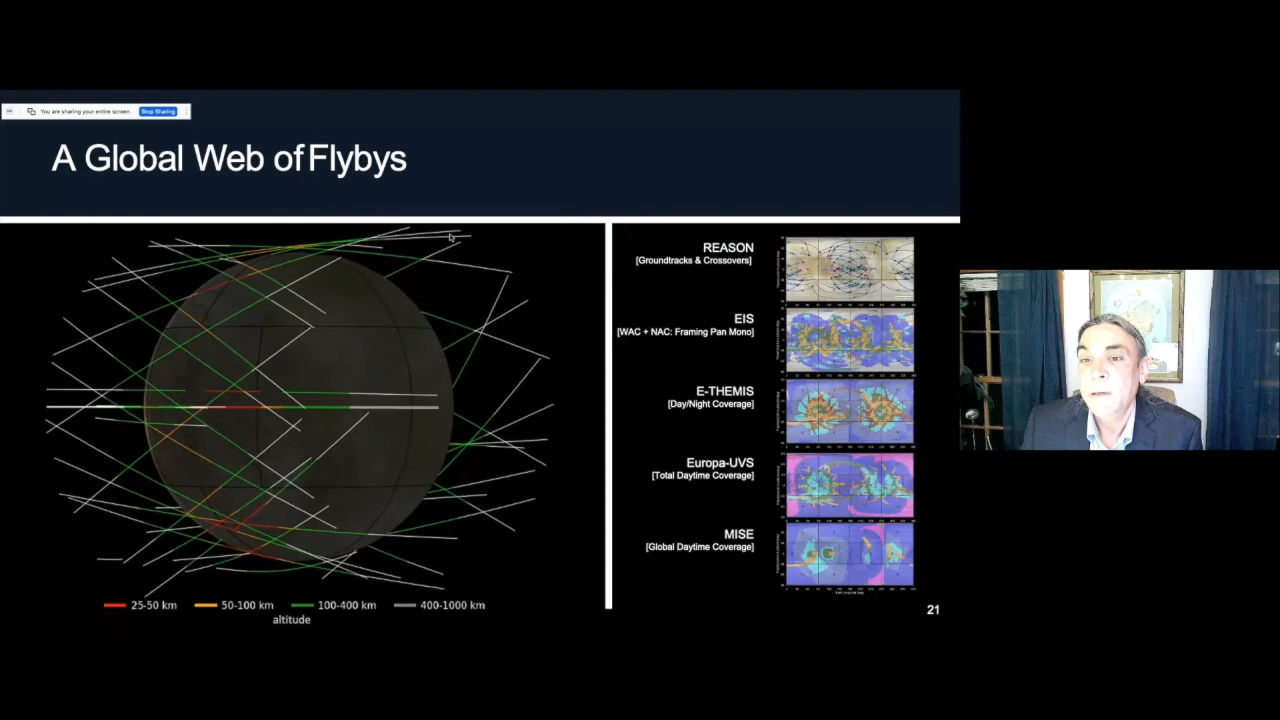 You are sharing your entire screen.
Stop Sharing
A Global Web of Flybys
REASON
[Groundtracks & Crossovers]
EIS
[WAC + NAC: Framing Pan Mono]
E-THEMIS
[Day/Night Coverage]
Europa-UVS
[Total Daytime Coverage]
MISE
[Global Daytime Coverage]
25-50 km
50-100 km
100-400 km
400-1000 km
altitude
21